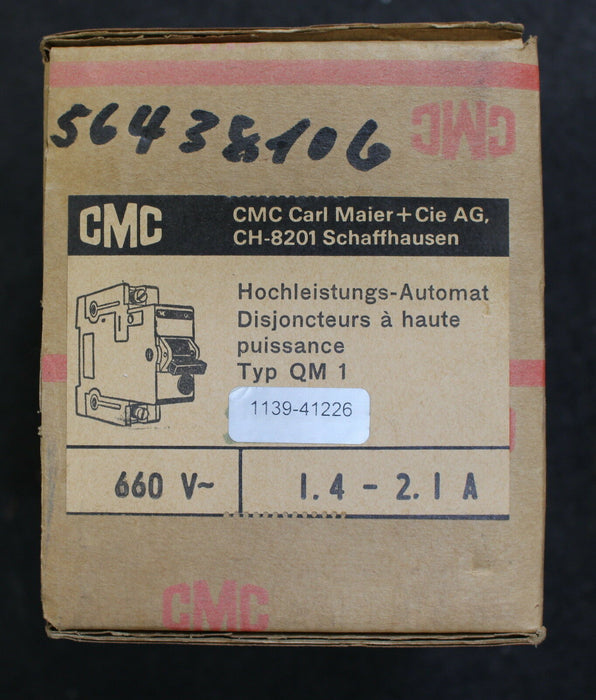 56438106
CMC
CMC
CMC Carl Maier + Cie AG,
CH-8201 Schaffhausen
Hochleistungs-Automat
Disjoncteurs à haute
puissance
Typ QM 1
1139-41226
660 V~
1.4 - 2.1 A
CMC